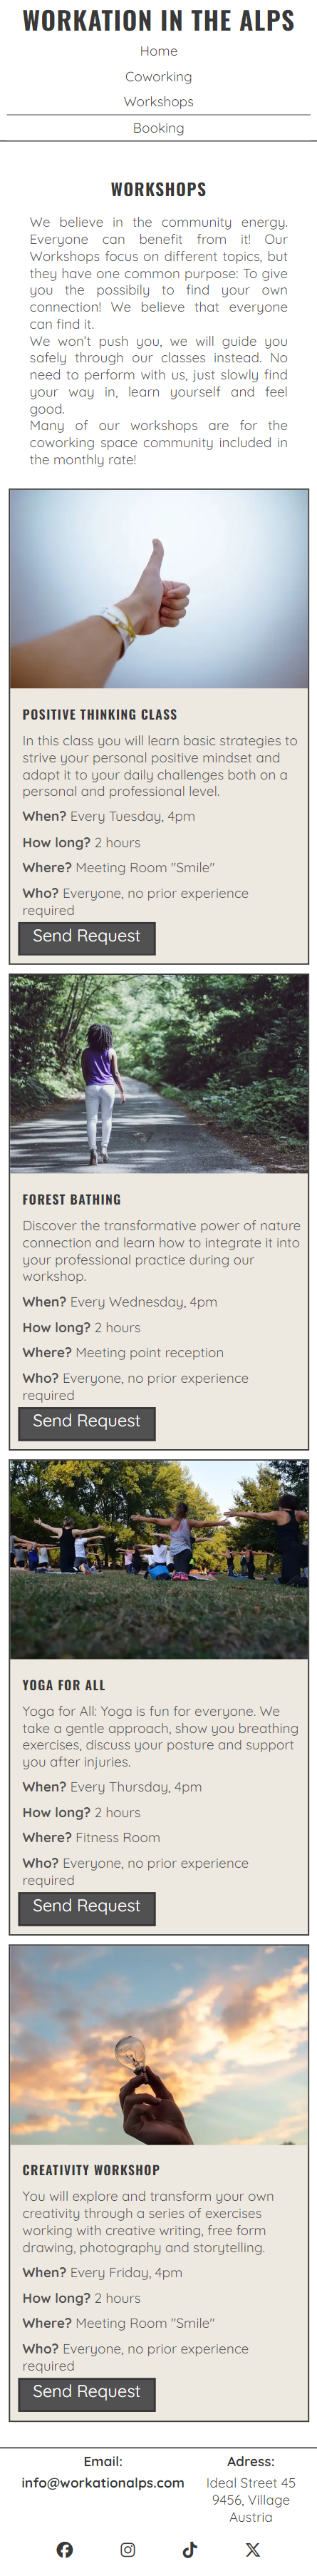 WORKATION IN THE ALPS
Home
Coworking
Workshops
Booking
WORKSHOPS
We believe in the community energy.
Everyone can benefit from it! Our
Workshops focus on different topics, but
they have one common purpose: To give
you the possibily to find your own
connection! We believe that everyone
can find it.
We won't push you, we will guide you
safely through our classes instead. No
need to perform with us, just slowly find
your way in, learn yourself and feel
good.
Many of our workshops are for the
coworking space community included in
the monthly rate!
POSITIVE THINKING CLASS
In this class you will learn basic strategies to
strive your personal positive mindset and
adapt it to your daily challenges both on a
personal and professional level.
When? Every Tuesday, 4pm
How long? 2 hours
Where? Meeting Room "Smile"
Who? Everyone, no prior experience
required
Send Request
FOREST BATHING
Discover the transformative power of nature
connection and learn how to integrate it into
your professional practice during our
workshop.
When? Every Wednesday, 4pm
How long? 2 hours
Where? Meeting point reception
Who? Everyone, no prior experience
required
Send Request
YOGA FOR ALL
Yoga for All: Yoga is fun for everyone. We
take a gentle approach, show you breathing
exercises, discuss your posture and support
you after injuries.
When? Every Thursday, 4pm
How long? 2 hours
Where? Fitness Room
Who? Everyone, no prior experience
required
Send Request
CREATIVITY WORKSHOP
You will explore and transform your own
creativity through a series of exercises
working with creative writing, free form
drawing, photography and storytelling.
When? Every Friday, 4pm
How long? 2 hours
Where? Meeting Room "Smile"
Who? Everyone, no prior experience
required
Send Request
Email:
info@workationalps.com
Adress:
Ideal Street 45
9456, Village
Austria